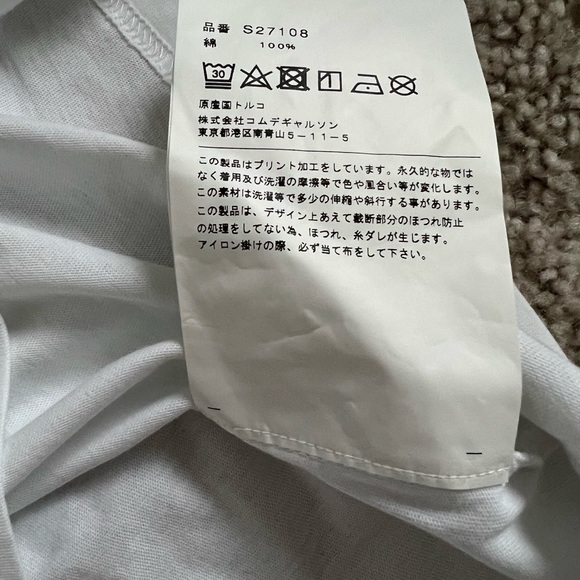 品番 S27108
綿 100%
30
原産国トルコ
株式会社コムデギャルソン
東京都港区南青山5-11-5
この製品はプリント加工をしています。永久的な物では
なく着用及び洗濯の摩擦等で色や風合い等が変化します。
この素材は洗濯等で多少の伸縮や斜行する事があります。
この製品は、デザイン上あえて裁断部分のほつれ防止
の処理をしてない為、ほつれ、糸ダレが生じます。
アイロン掛けの際、必ず当て布をして下さい。